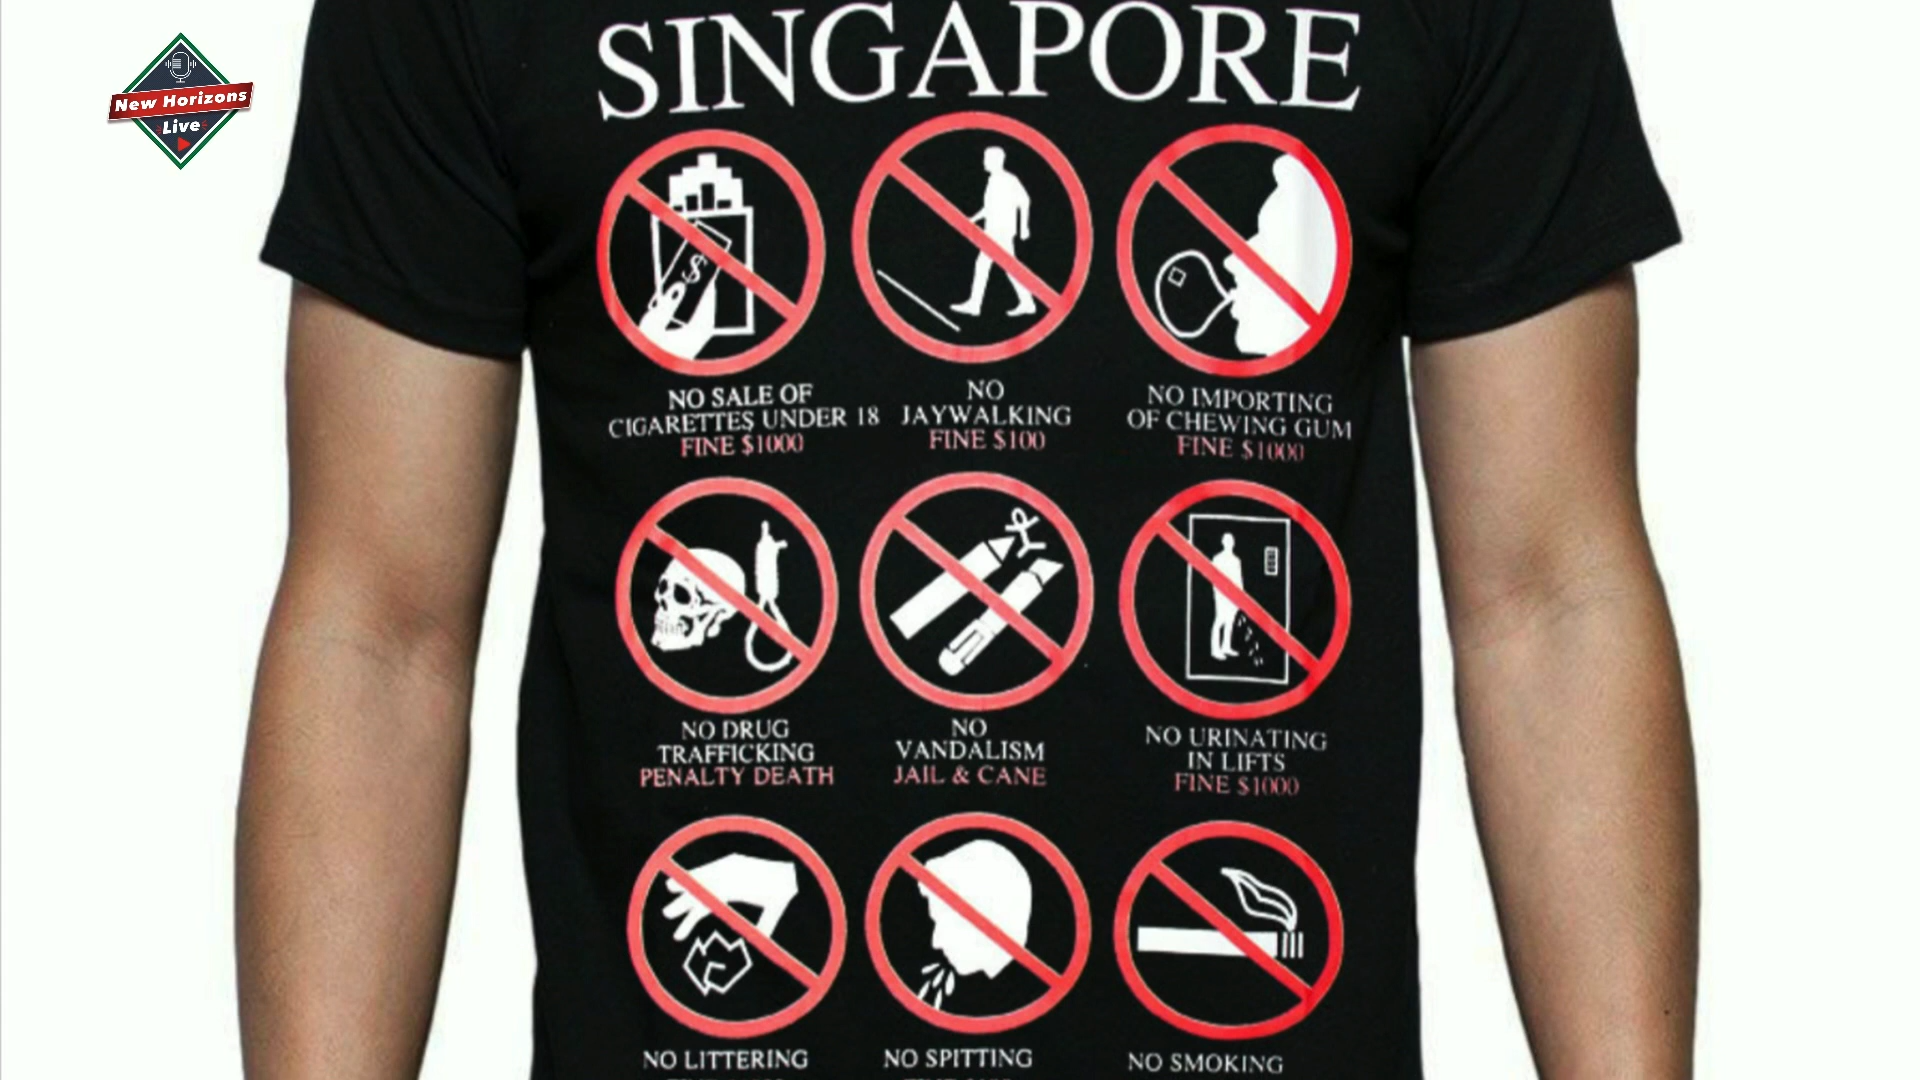 New Horizons
Live
SINGAPORE
NO SALE OF
CIGARETTES UNDER 18
FINE $1000
NO
JAYWALKING
FINE $100
NO IMPORTING
OF CHEWING GUM
FINE $1000
NO DRUG
TRAFFICKING
PENALTY DEATH
NO
VANDALISM
JAIL & CANE
NO URINATING
IN LIFTS
FINE $1000
NO LITTERING
NO SPITTING
NO SMOKING